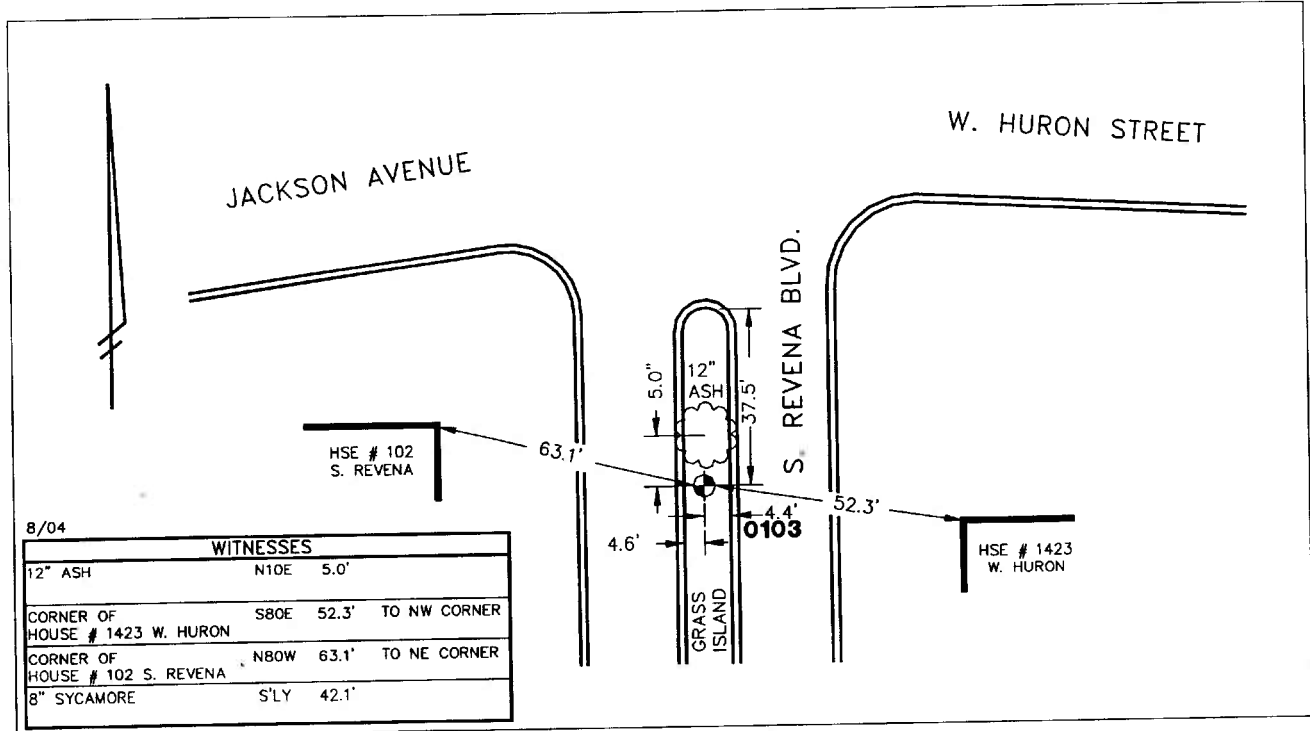 W. HURON STREET
JACKSON AVENUE
S. REVENA BLVD.
12"
ASH
5.0"
37.5'
HSE # 102
S. REVENA
63.1'
52.3'
4.4'
0103
4.6'
HSE # 1423
W. HURON
GRASS
ISLAND
8/04
WITNESSES
12" ASH N10E 5.0'
CORNER OF S80E 52.3' TO NW CORNER
HOUSE # 1423 W. HURON
CORNER OF N80W 63.1' TO NE CORNER
HOUSE # 102 S. REVENA
8" SYCAMORE S'LY 42.1'